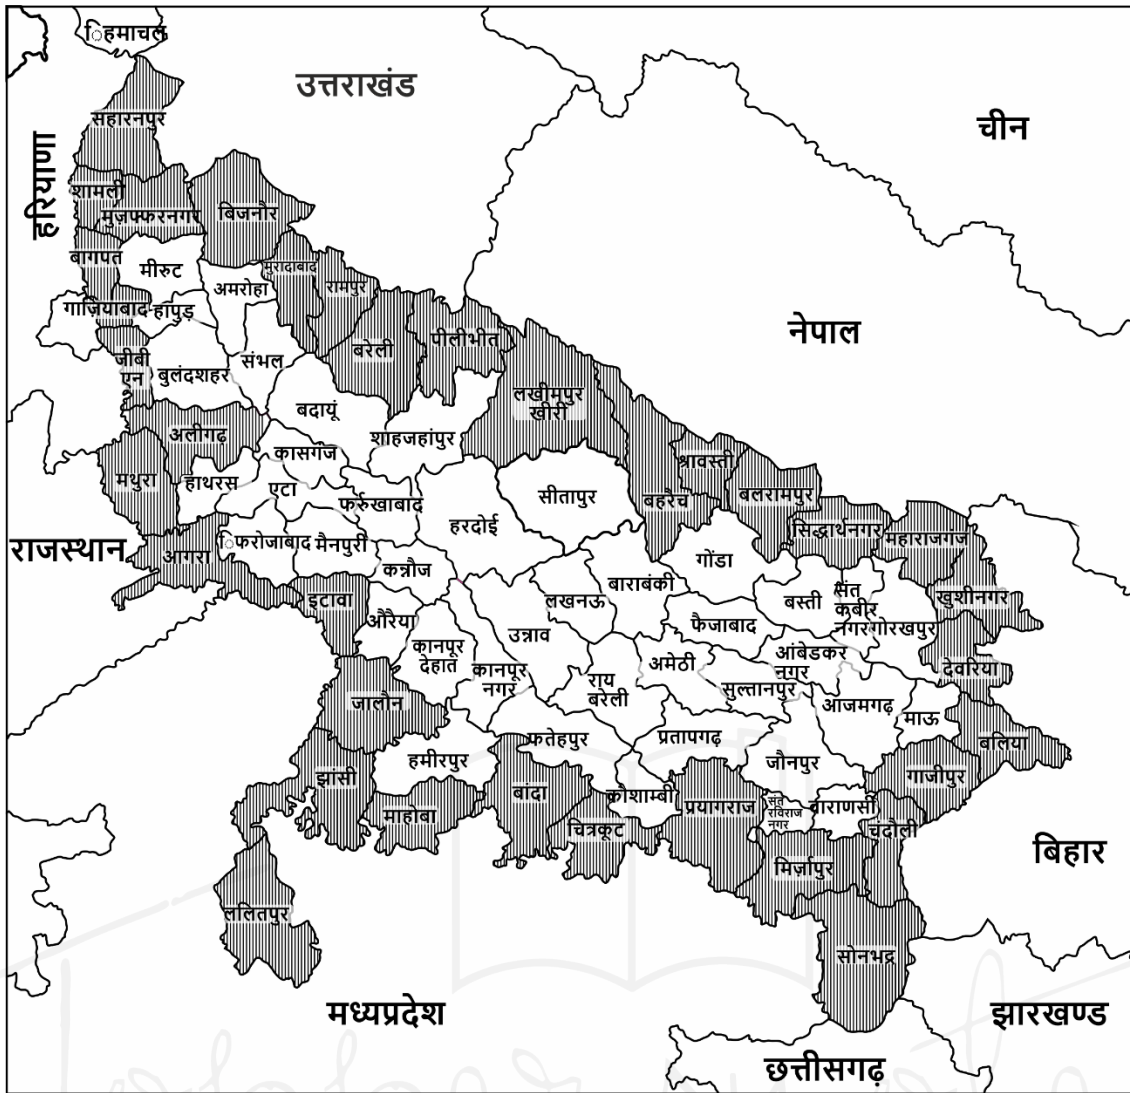 िहमाचल
उत्तराखंड
चीन
सहारनपुर
हरियाणा
शामली
मुज़फ्फरनगर
बिजनौर
बागपत
मीरुट
मुरादाबाद
अमरोहा
रामपुर
गाज़ियाबाद
हापुड़
नेपाल
जीबी
एन
बुलंदशहर
संभल
बरेली
पीलीभीत
लखीमपुर
खीरी
बदायूं
अलीगढ़
शाहजहांपुर
कासगंज
श्रावस्ती
मथुरा
हाथरस
एटा
फर्रुखाबाद
सीतापुर
बहरैच
बलरामपुर
हरदोई
सिद्धार्थनगर
महाराजगंज
राजस्थान
आगरा
िफरोजाबाद
मैनपुरी
कन्नौज
बाराबंकी
गोंडा
इटावा
लखनऊ
बस्ती
संत
कबीर
नगर
खुशीनगर
औरैया
उन्नाव
फैजाबाद
गोरखपुर
कानपूर
देहात
कानपूर
नगर
राय
बरेली
अमेठी
आंबेडकर
नगर
सुल्तानपुर
देवरिया
जालौन
आजमगढ़
माऊ
फतेहपुर
प्रतापगढ़
बलिया
हमीरपुर
जौनपुर
झांसी
गाजीपुर
बांदा
कौशाम्बी
प्रयागराज
संत
रविराज
नगर
वाराणसी
माहोबा
चित्रकूट
चंदौली
बिहार
मिर्ज़ापुर
ललितपुर
सोनभद्र
मध्यप्रदेश
झारखण्ड
छत्तीसगढ़